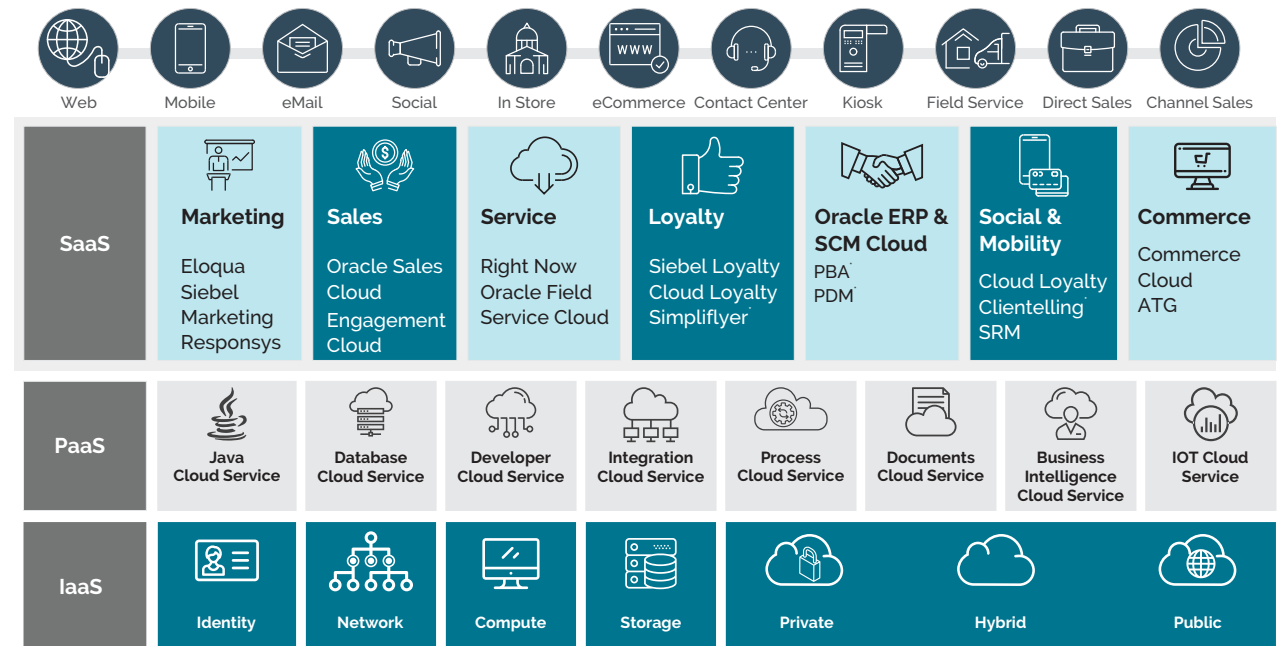 www
Web
Mobile
eMail
Social
In Store
eCommerce
Contact Center
Kiosk
Field Service
Direct Sales
Channel Sales
SaaS
Marketing
Eloqua
Siebel
Marketing
Responsys
Sales
Oracle Sales
Cloud
Engagement
Cloud
Service
Right Now
Oracle Field
Service Cloud
Loyalty
Siebel Loyalty
Cloud Loyalty
Simpliflyer*
Oracle ERP &
SCM Cloud
PBA*
PDM*
Social &
Mobility
Cloud Loyalty
Clientelling*
SRM
Commerce
Commerce
Cloud
ATG
PaaS
Java
Cloud Service
Database
Cloud Service
Developer
Cloud Service
Integration
Cloud Service
Process
Cloud Service
Documents
Cloud Service
Business
Intelligence
Cloud Service
IOT Cloud
Service
IaaS
Identity
Network
Compute
Storage
Private
Hybrid
Public